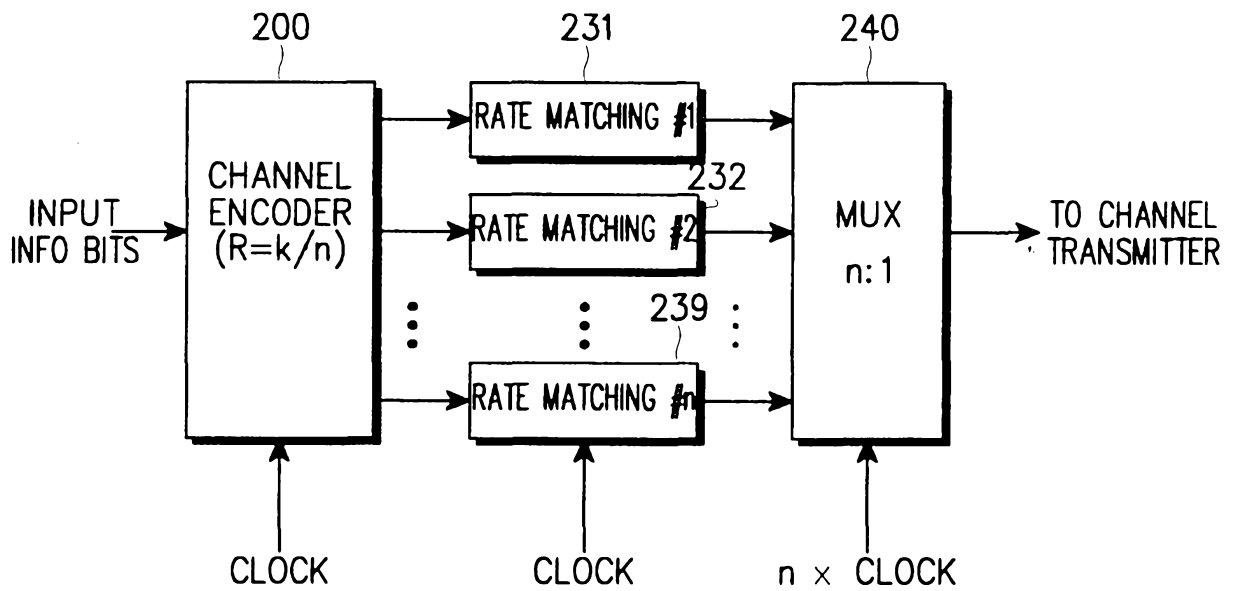 200
231
240
RATE MATCHING #1
232
CHANNEL
ENCODER
(R=k/n)
INPUT
INFO BITS
RATE MATCHING #2
MUX
n:1
TO CHANNEL
TRANSMITTER
239
RATE MATCHING #n
CLOCK
CLOCK
n × CLOCK